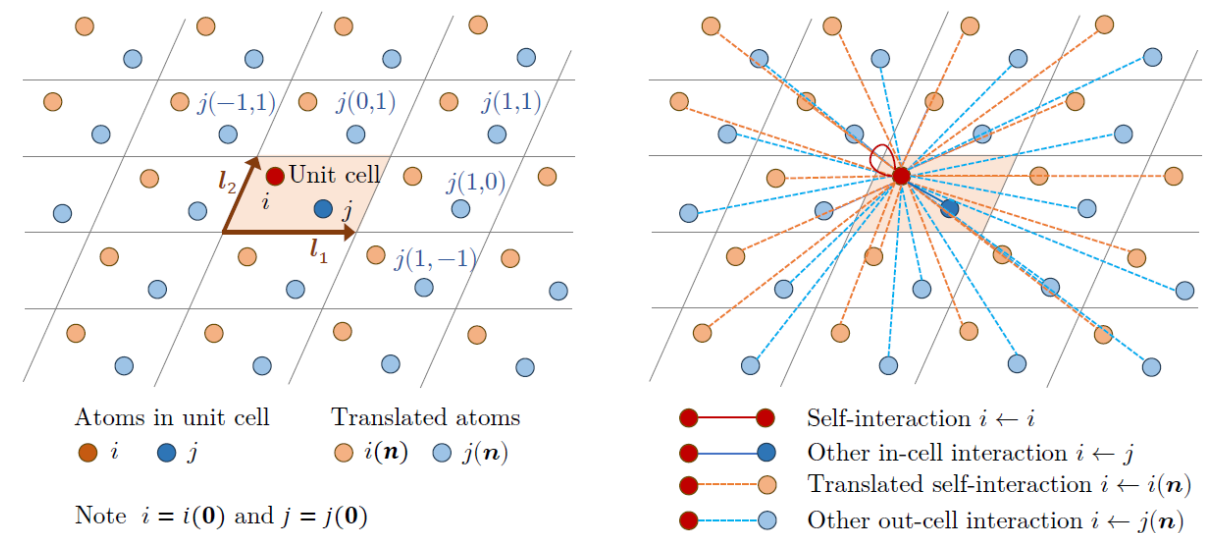 j(−1,1)
j(0,1)
j(1,1)
l₂
Unit cell
i
j
j(1,0)
l₁
j(1,−1)
Atoms in unit cell
i
j
Translated atoms
i(n)
j(n)
Note i = i(0) and j = j(0)
Self-interaction i ← i
Other in-cell interaction i ← j
Translated self-interaction i ← i(n)
Other out-cell interaction i ← j(n)